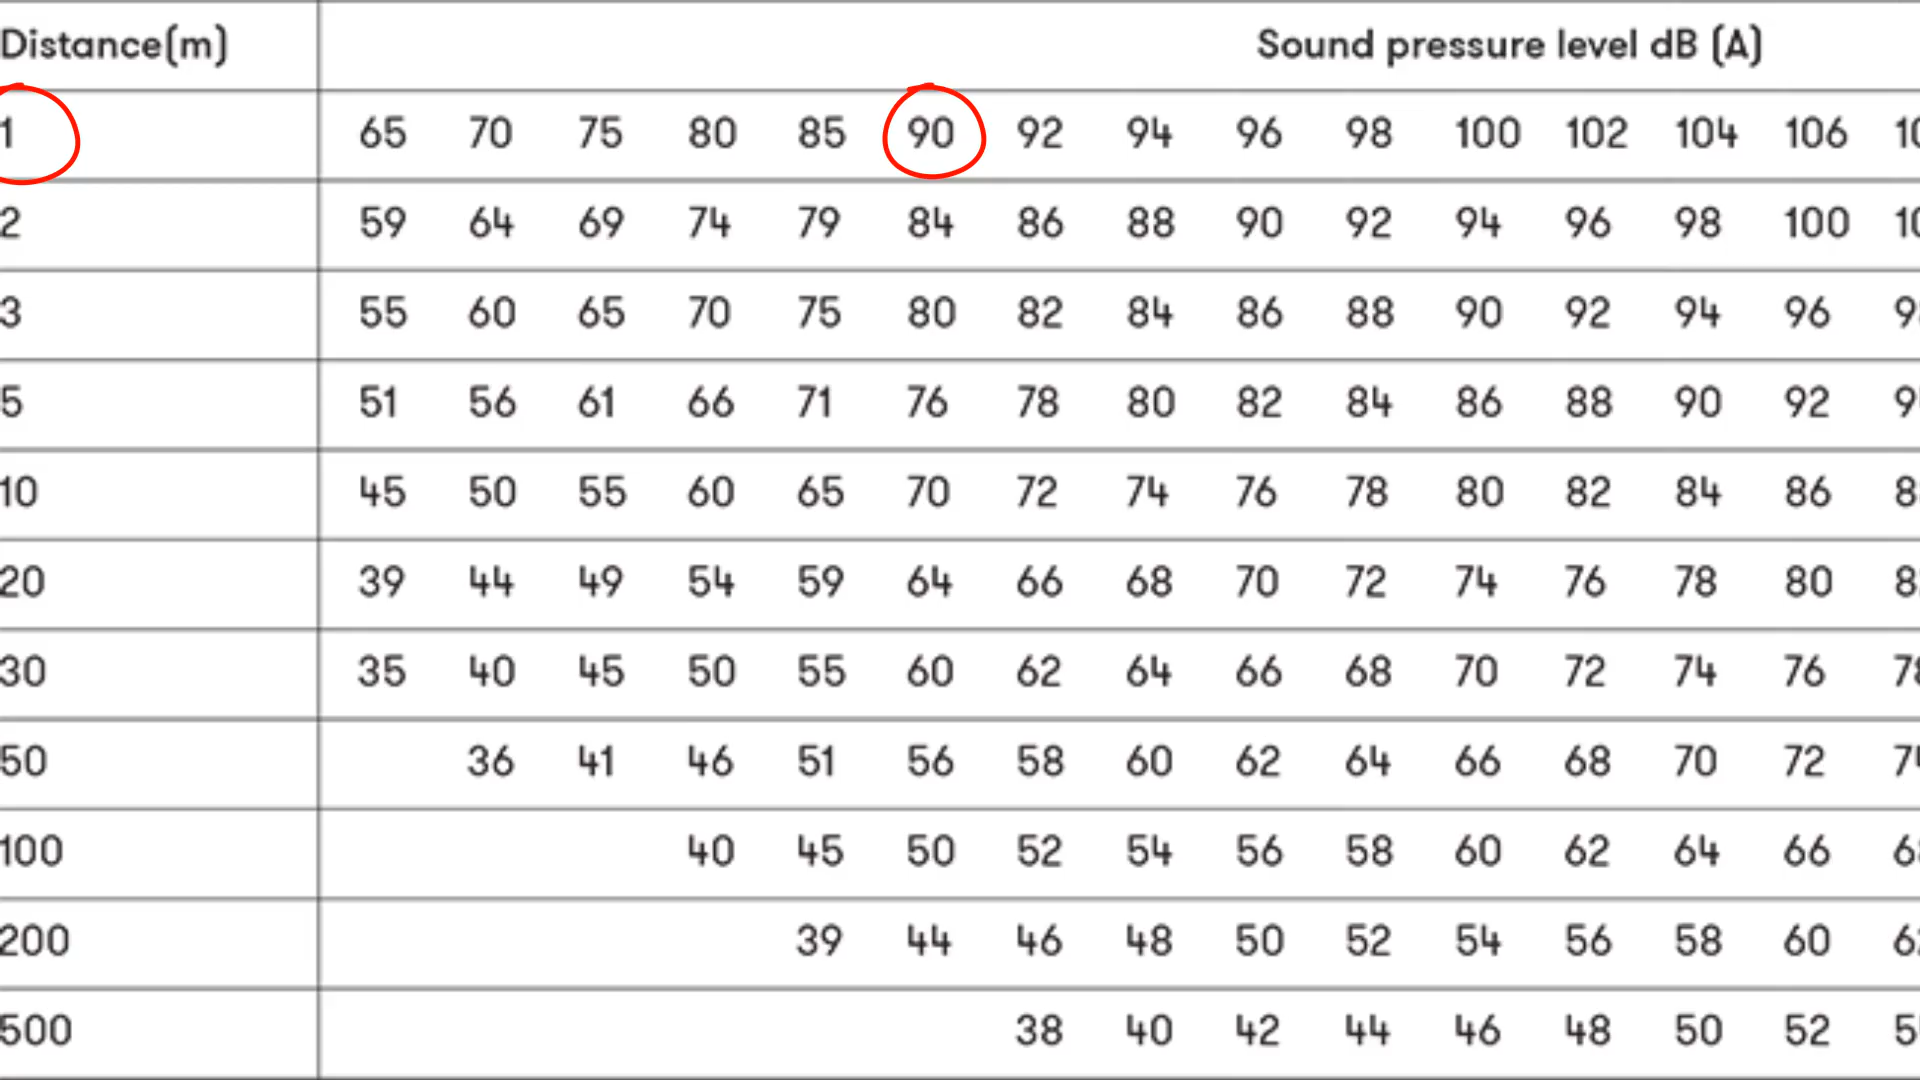 Distance(m) Sound pressure level dB (A)
1 65 70 75 80 85 90 92 94 96 98 100 102 104 106
2 59 64 69 74 79 84 86 88 90 92 94 96 98 100
3 55 60 65 70 75 80 82 84 86 88 90 92 94 96
5 51 56 61 66 71 76 78 80 82 84 86 88 90 92
10 45 50 55 60 65 70 72 74 76 78 80 82 84 86
20 39 44 49 54 59 64 66 68 70 72 74 76 78 80
30 35 40 45 50 55 60 62 64 66 68 70 72 74 76 78
50 36 41 46 51 56 58 60 62 64 66 68 70 72 74
100 40 45 50 52 54 56 58 60 62 64 66
200 39 44 46 48 50 52 54 56 58 60
500 38 40 42 44 46 48 50 52